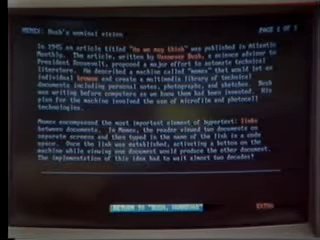 MEMEX: Bush's seminal vision PAGE 1 OF 3
In 1945 an article titled "As we may think" was published in Atlantic
Monthly. The article, written by Vannevar Bush, a science advisor to
President Roosevelt, proposed a major effort to automate technical
literature. He described a machine called "memex" that would let an
individual browse and create a multimedia library of technical
documents including personal notes, photographs, and sketches. Bush
was writing before computers as we know them had been invented. His
plan for the machine involved the use of microfilm and photocell
technologies.
Memex encompassed the most important element of hypertext: links
between documents. In Memex, the reader viewed two documents on
separate screens and then typed in the name of the link in a code
space. Once the link was established, activating a button on the
machine while viewing one document would produce the other document.
The implementation of this idea had to wait almost two decades!
RETURN TO
EXTRA